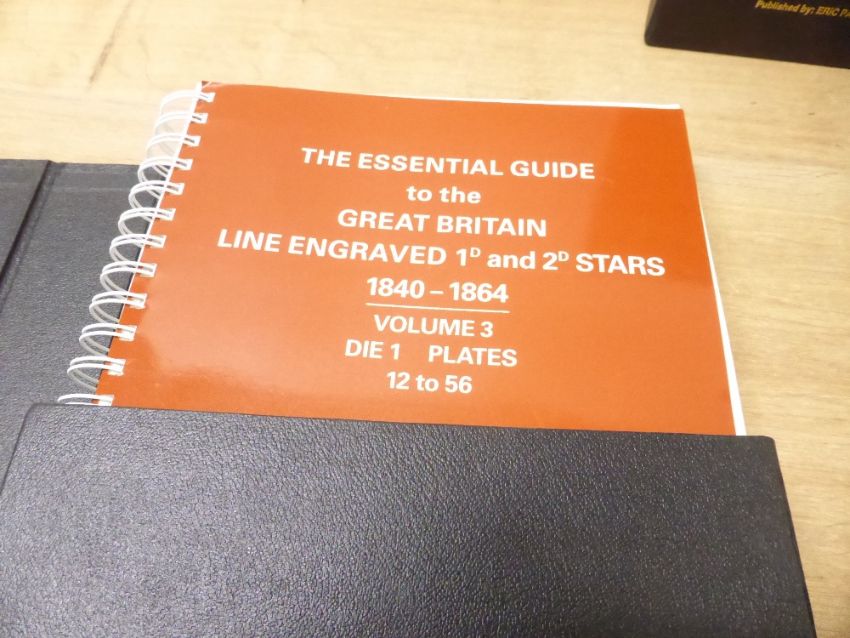 Published by: ERIC
THE ESSENTIAL GUIDE
to the
GREAT BRITAIN
LINE ENGRAVED 1ᴰ and 2ᴰ STARS
1840 – 1864
VOLUME 3
DIE 1 PLATES
12 to 56